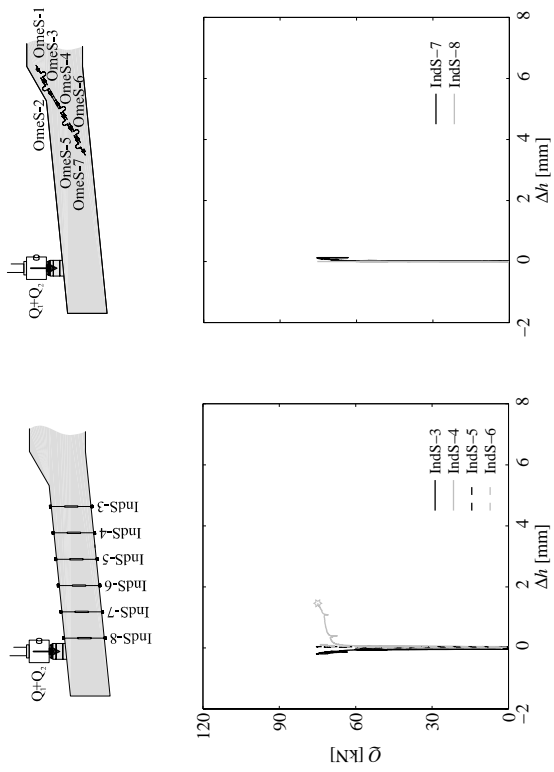 Q₁+Q₂
IndS-8
IndS-7
IndS-6
IndS-5
IndS-4
IndS-3
Q₁+Q₂
OmeS-1
OmeS-2
OmeS-3
OmeS-4
OmeS-5
OmeS-6
OmeS-7
120
90
60
30
0
Q [kN]
−2
0
2
4
6
8
Δh [mm]
IndS-3
IndS-4
IndS-5
IndS-6
−2
0
2
4
6
8
Δh [mm]
IndS-7
IndS-8